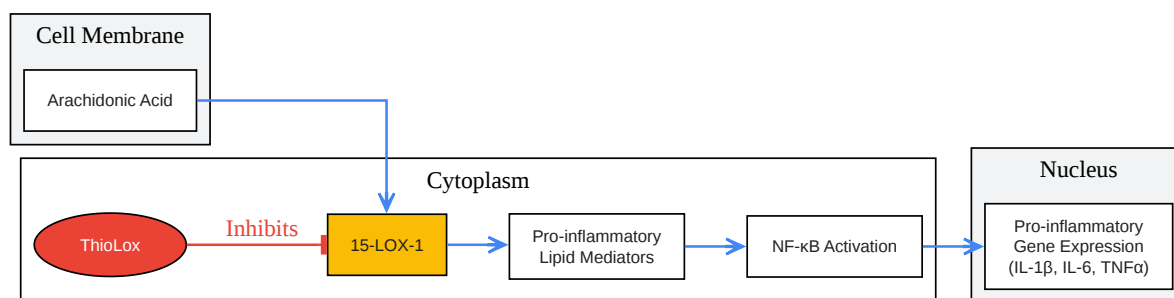 Cell Membrane
Arachidonic Acid
Cytoplasm
Nucleus
ThioLox
Inhibits
15-LOX-1
Pro-inflammatory
Lipid Mediators
NF-κB Activation
Pro-inflammatory
Gene Expression
(IL-1β, IL-6, TNFα)